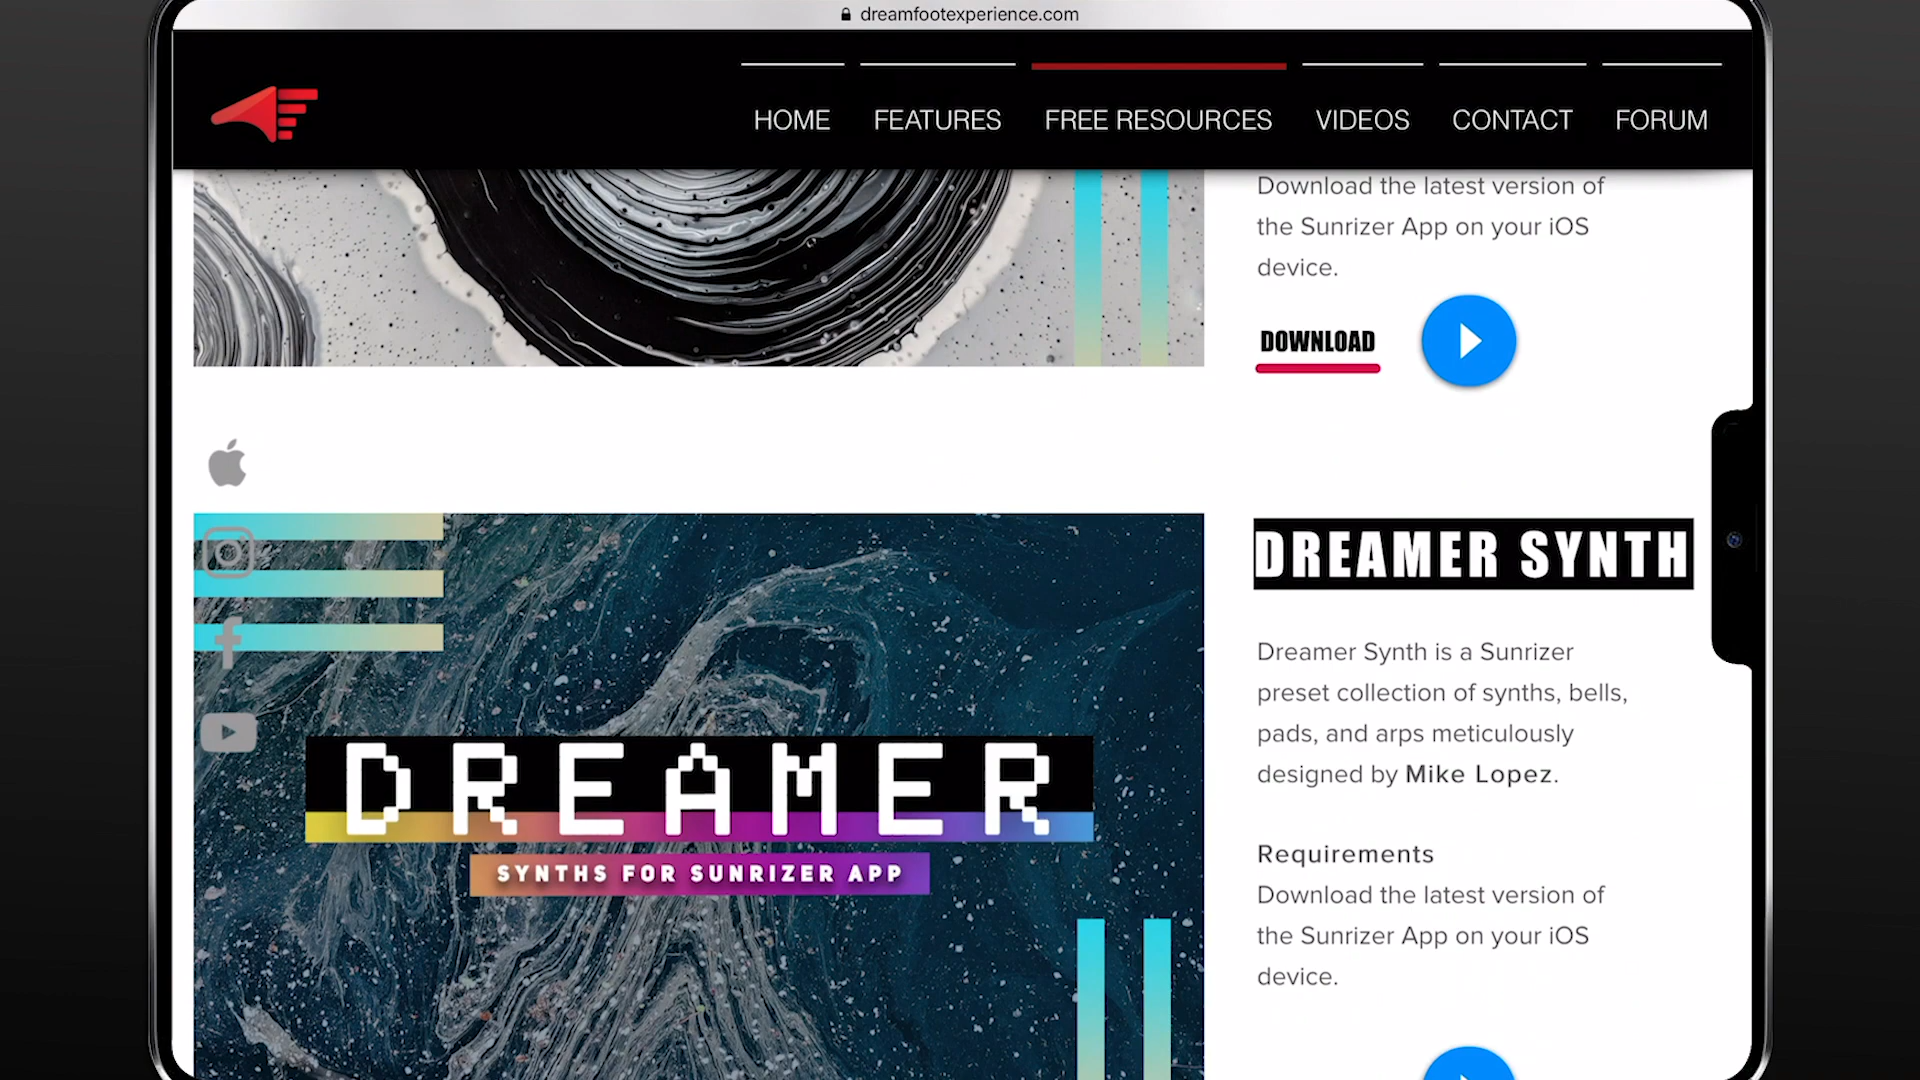 dreamfootexperience.com
HOME FEATURES FREE RESOURCES VIDEOS CONTACT FORUM
Download the latest version of
the Sunrizer App on your iOS
device.
DOWNLOAD
DREAMER SYNTH
Dreamer Synth is a Sunrizer
preset collection of synths, bells,
pads, and arps meticulously
designed by Mike Lopez.
Requirements
Download the latest version of
the Sunrizer App on your iOS
device.
DREAMER
SYNTHS FOR SUNRIZER APP